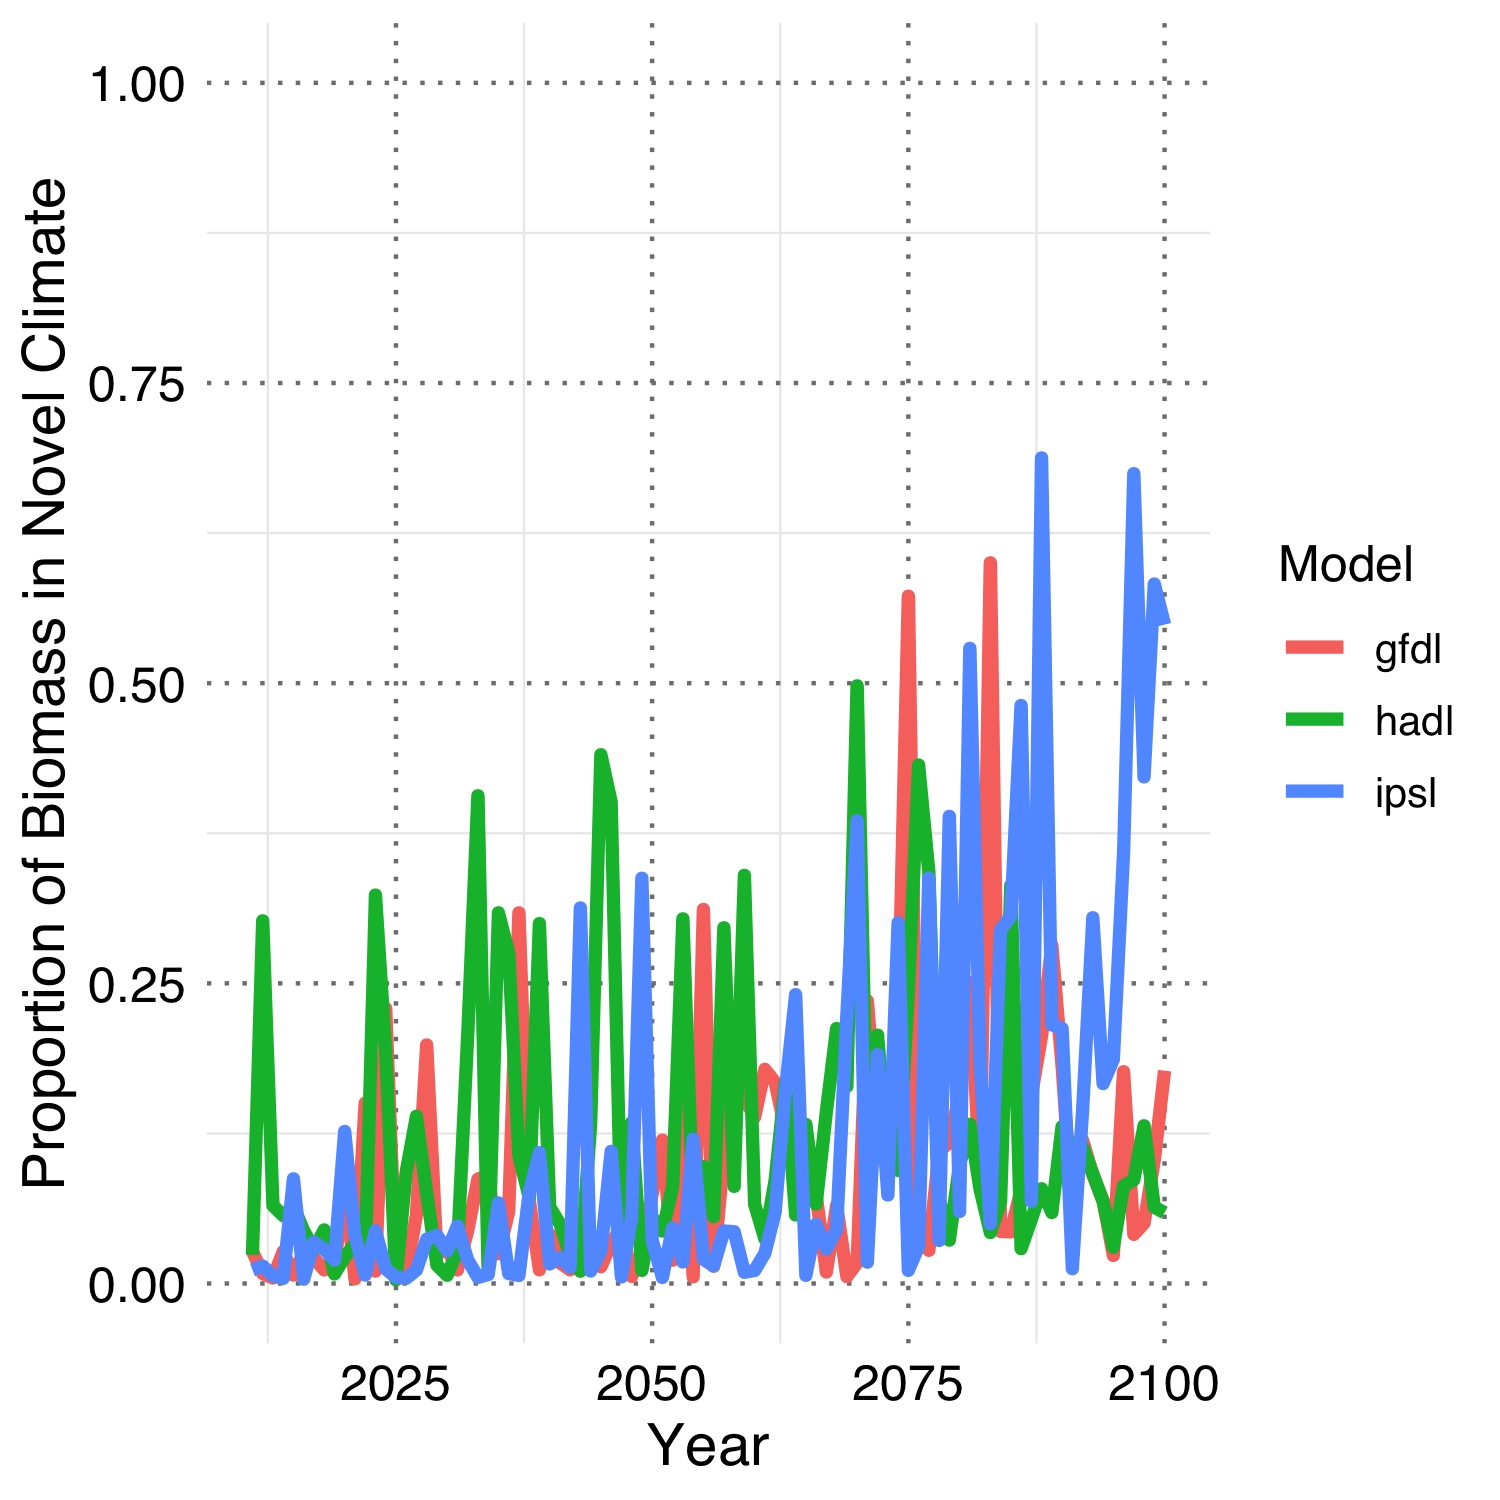 Proportion of Biomass in Novel Climate
1.00
0.75
0.50
0.25
0.00
2025 2050 2075 2100
Year
Model
gfdl
hadl
ipsl